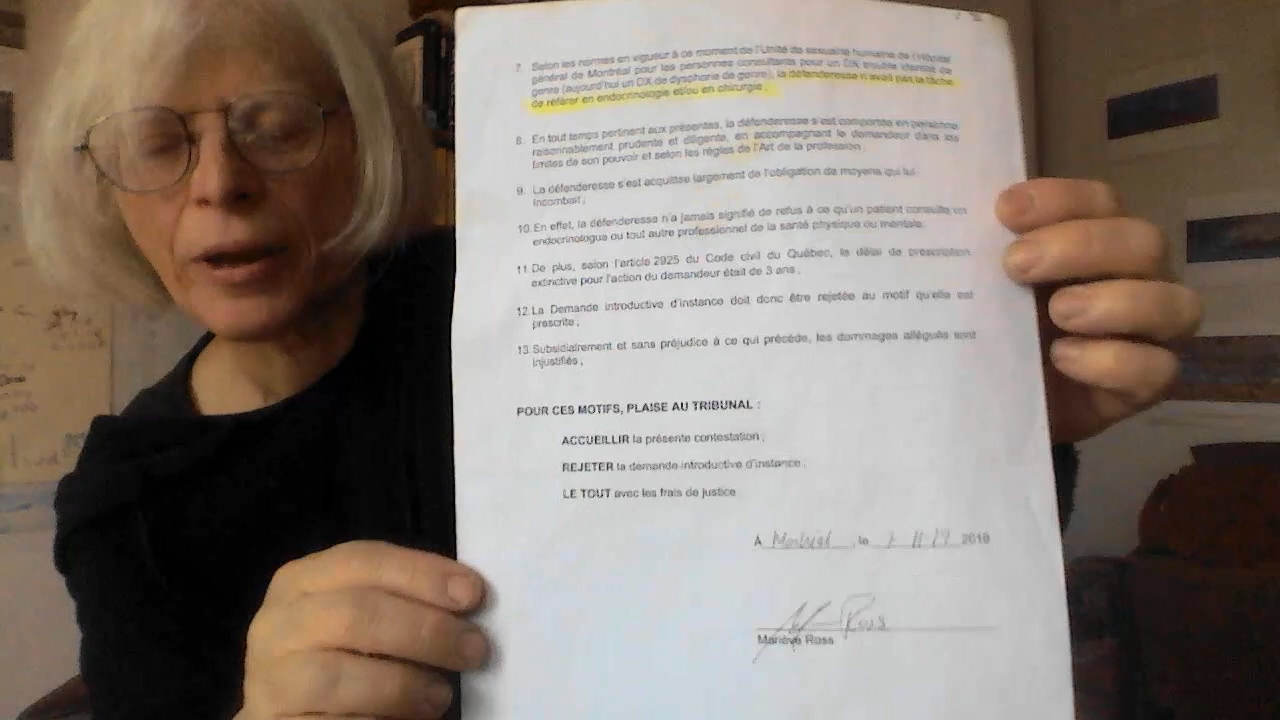 7. Selon les normes en vigueur à ce moment de l'Unité de sexualité humaine de l'Hôpital
général de Montréal pour les personnes consultants pour un DX trouble identité de
genre (aujourd'hui un DX de dysphorie de genre), la défenderesse n'avait pas la tâche
de référer en endocrinologie et/ou en chirurgie ;
8. En tout temps pertinent aux présentes, la défenderesse s'est comportée en personne
raisonnablement prudente et diligente, en accompagnant le demandeur dans les
limites de son pouvoir et selon les règles de l'Art de la profession ;
9. La défenderesse s'est acquittée largement de l'obligation de moyens qui lui
incombait ;
10. En effet, la défenderesse n'a jamais signifié de refus à ce qu'un patient consulte un
endocrinologue ou tout autre professionnel de la santé physique ou mentale.
11. De plus, selon l'article 2925 du Code civil du Québec, le délai de prescription
extinctive pour l'action du demandeur était de 3 ans ;
12. La Demande introductive d'instance doit donc être rejetée au motif qu'elle est
prescrite ;
13. Subsidiairement et sans préjudice à ce qui précède, les dommages allégués sont
injustifiés ;
POUR CES MOTIFS, PLAISE AU TRIBUNAL :
ACCUEILLIR la présente contestation ;
REJETER la demande introductive d'instance ;
LE TOUT avec les frais de justice
À Montréal , le 2019
Ross
Mariève Ross